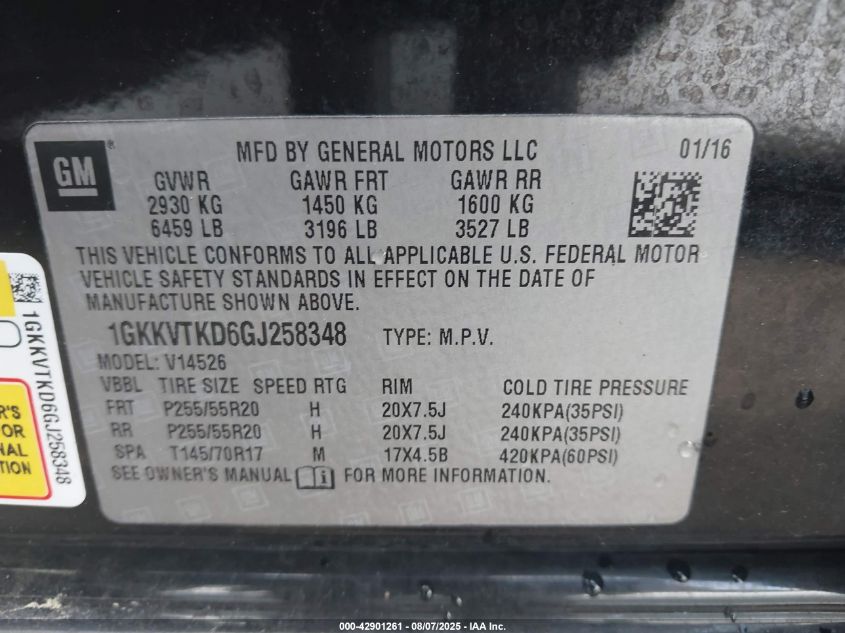 GM
MFD BY GENERAL MOTORS LLC 01/16
GVWR GAWR FRT GAWR RR
2930 KG 1450 KG 1600 KG
6459 LB 3196 LB 3527 LB
THIS VEHICLE CONFORMS TO ALL APPLICABLE U.S. FEDERAL MOTOR
VEHICLE SAFETY STANDARDS IN EFFECT ON THE DATE OF
MANUFACTURE SHOWN ABOVE.
1GKKVTKD6GJ258348 TYPE: M.P.V.
MODEL: V14526
VBBL TIRE SIZE SPEED RTG RIM COLD TIRE PRESSURE
FRT P255/55R20 H 20X7.5J 240KPA(35PSI)
RR P255/55R20 H 20X7.5J 240KPA(35PSI)
SPA T145/70R17 M 17X4.5B 420KPA(60PSI)
SEE OWNER'S MANUAL FOR MORE INFORMATION.
1GKKVTKD6GJ258348
000-42901261 - 08/07/2025 - IAA Inc.